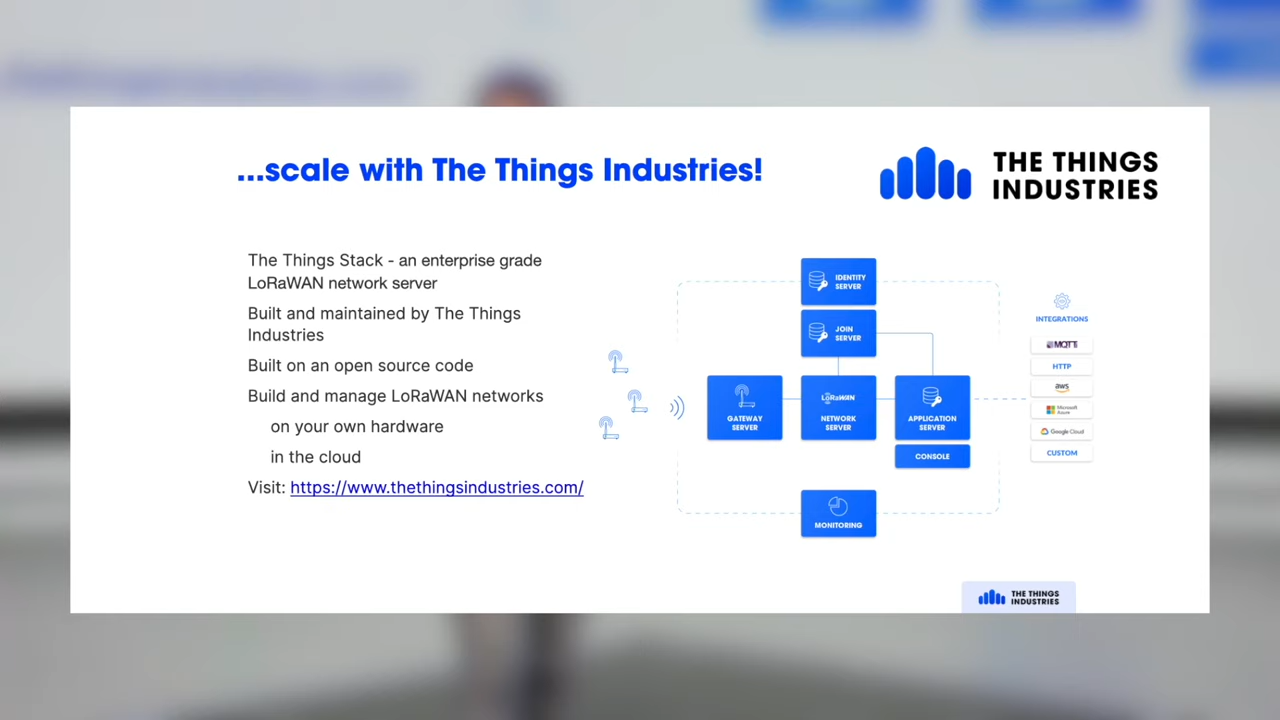 ...scale with The Things Industries!
THE THINGS
INDUSTRIES
The Things Stack - an enterprise grade
LoRaWAN network server
Built and maintained by The Things
Industries
Built on an open source code
Build and manage LoRaWAN networks
on your own hardware
in the cloud
Visit: https://www.thethingsindustries.com/
IDENTITY
SERVER
JOIN
SERVER
GATEWAY
SERVER
LoRaWAN
NETWORK
SERVER
APPLICATION
SERVER
CONSOLE
MONITORING
INTEGRATIONS
MQTT
HTTP
aws
Microsoft
Azure
Google Cloud
CUSTOM
THE THINGS
INDUSTRIES